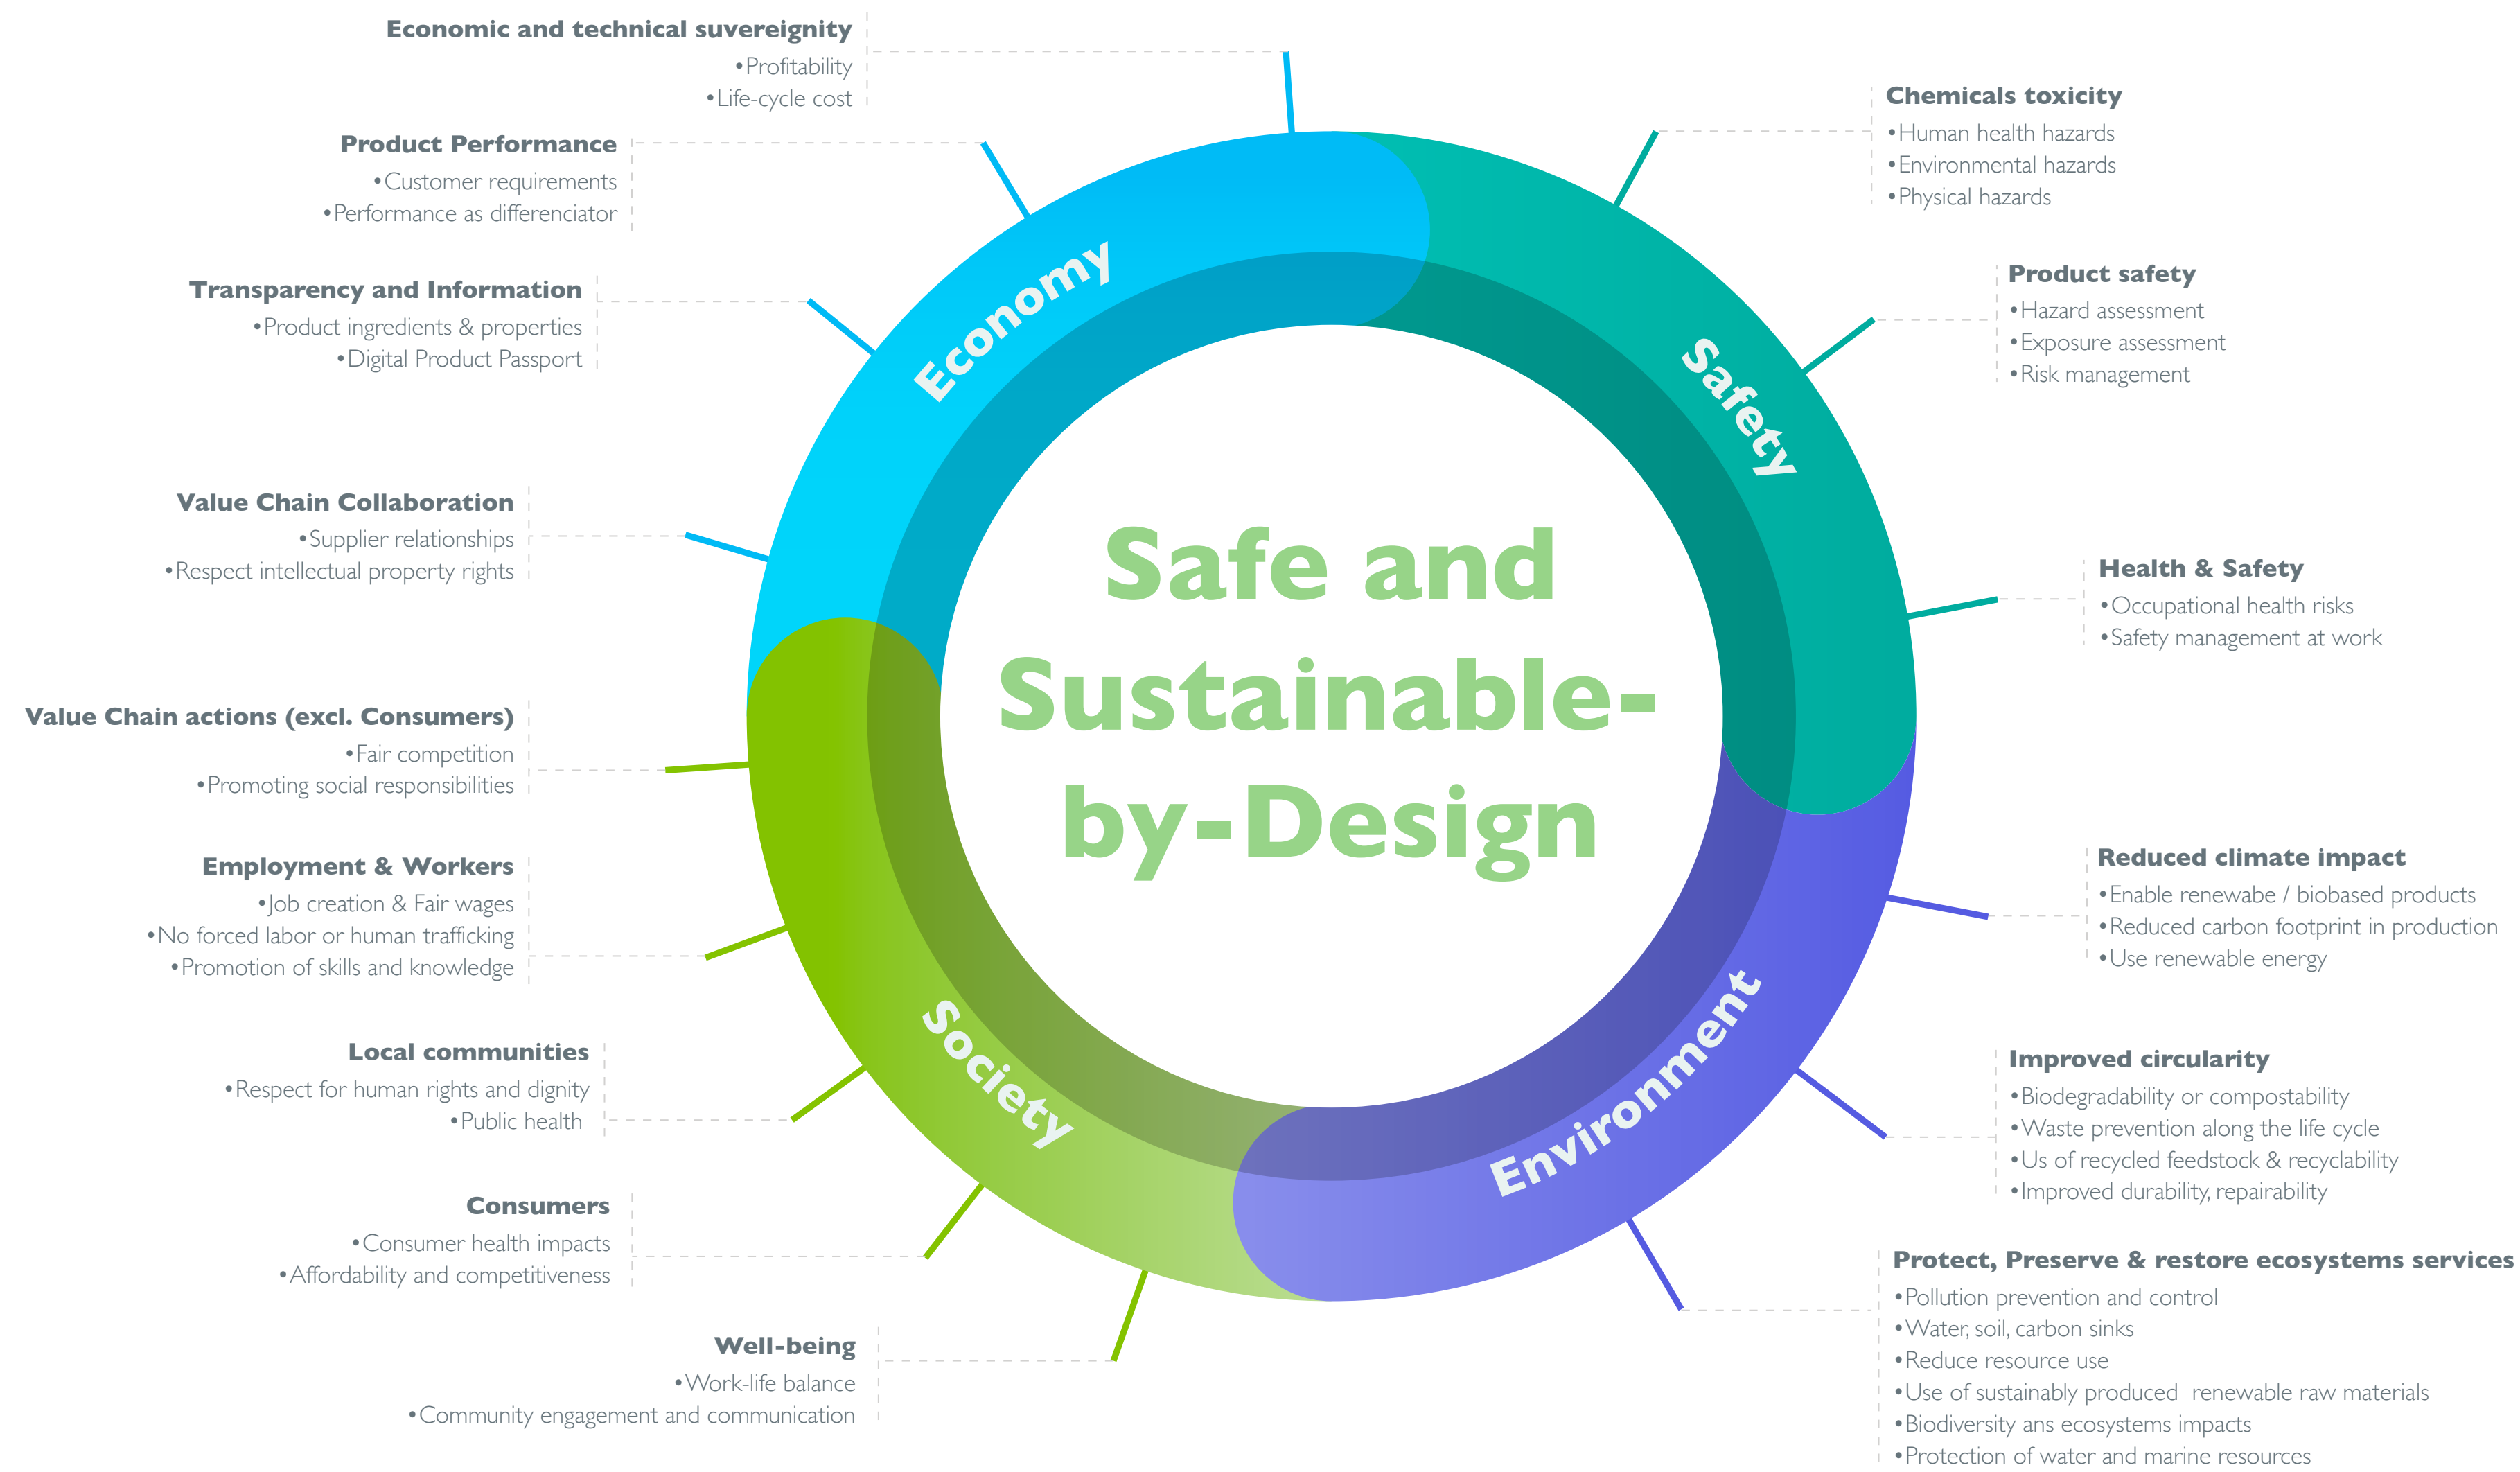 Economic and technical suvereignity
•Profitability
•Life-cycle cost
Product Performance
•Customer requirements
•Performance as differenciator
Transparency and Information
•Product ingredients & properties
•Digital Product Passport
Value Chain Collaboration
•Supplier relationships
•Respect intellectual property rights
Value Chain actions (excl. Consumers)
•Fair competition
•Promoting social responsibilities
Employment & Workers
•Job creation & Fair wages
•No forced labor or human trafficking
•Promotion of skills and knowledge
Local communities
•Respect for human rights and dignity
•Public health
Consumers
•Consumer health impacts
•Affordability and competitiveness
Well-being
•Work-life balance
•Community engagement and communication
Economy
Safety
Society
Environment
Safe and
Sustainable-
by-Design
Chemicals toxicity
•Human health hazards
•Environmental hazards
•Physical hazards
Product safety
•Hazard assessment
•Exposure assessment
•Risk management
Health & Safety
•Occupational health risks
•Safety management at work
Reduced climate impact
•Enable renewabe / biobased products
•Reduced carbon footprint in production
•Use renewable energy
Improved circularity
•Biodegradability or compostability
•Waste prevention along the life cycle
•Us of recycled feedstock & recyclability
•Improved durability, repairability
Protect, Preserve & restore ecosystems services
•Pollution prevention and control
•Water, soil, carbon sinks
•Reduce resource use
•Use of sustainably produced renewable raw materials
•Biodiversity ans ecosystems impacts
•Protection of water and marine resources